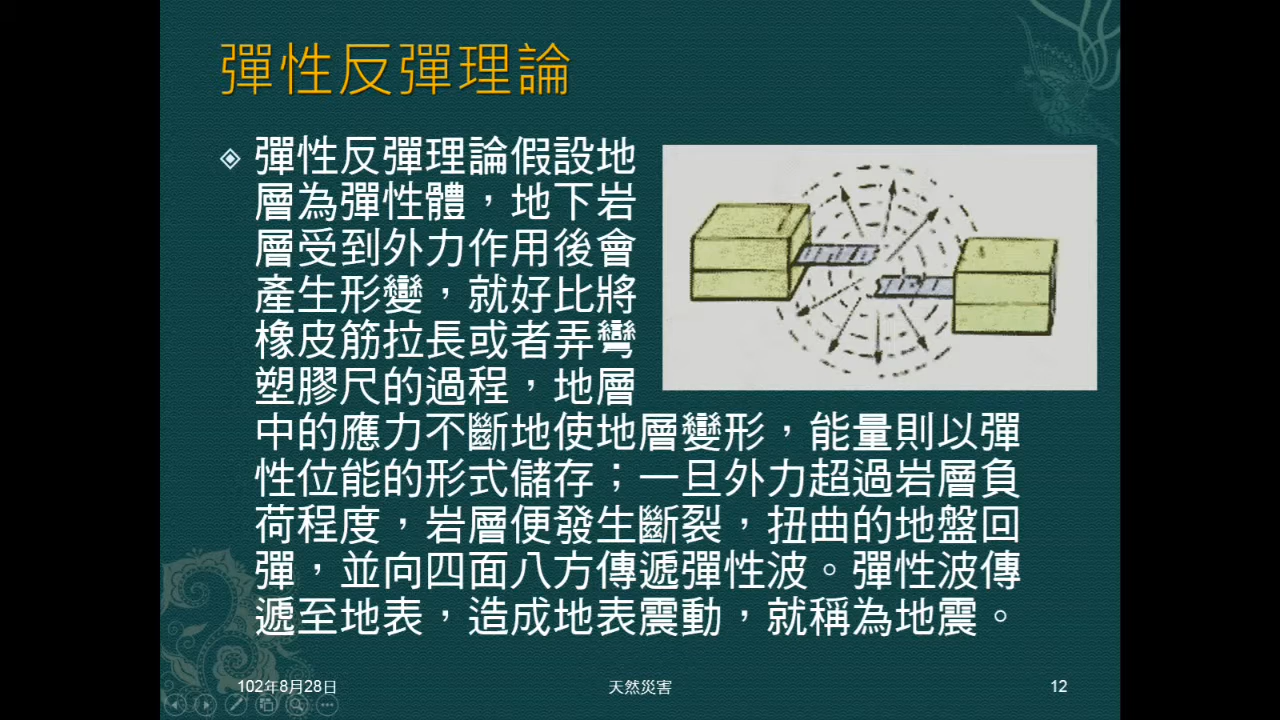 彈性反彈理論
彈性反彈理論假設地
層為彈性體，地下岩
層受到外力作用後會
產生形變，就好比將
橡皮筋拉長或者弄彎
塑膠尺的過程，地層
中的應力不斷地使地層變形，能量則以彈
性位能的形式儲存；一旦外力超過岩層負
荷程度，岩層便發生斷裂，扭曲的地盤回
彈，並向四面八方傳遞彈性波。彈性波傳
遞至地表，造成地表震動，就稱為地震。
102年8月28日
天然災害
12